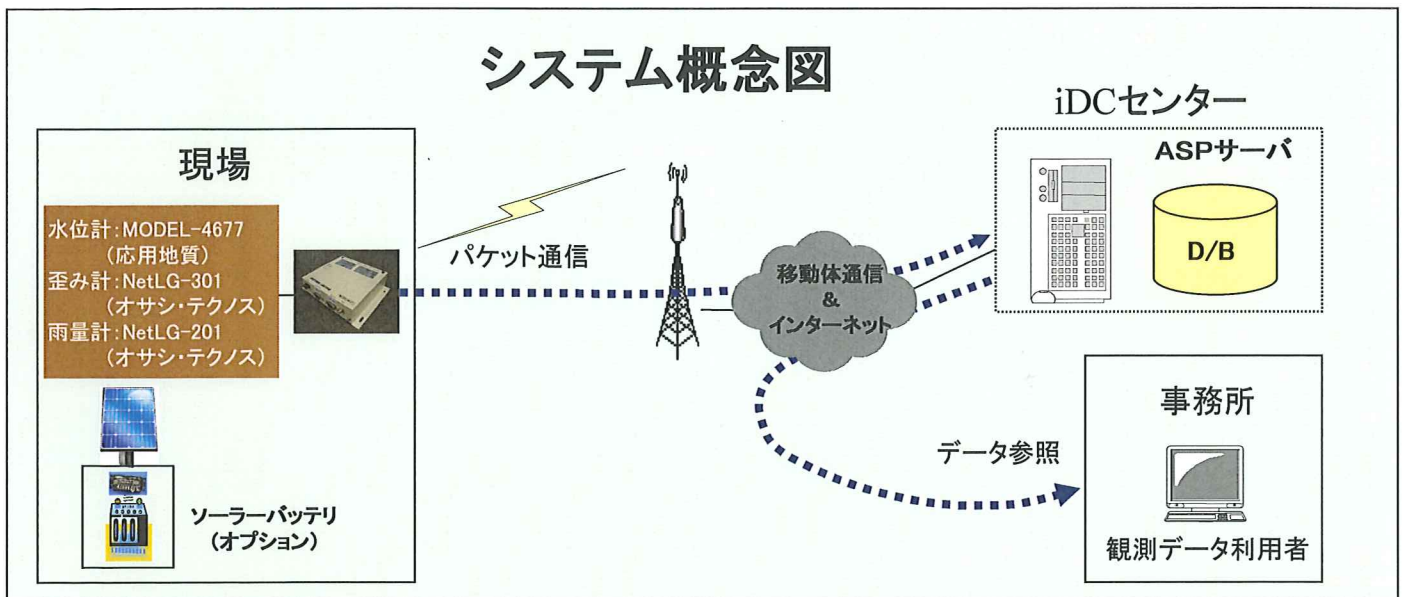 システム概念図
現場
水位計:MODEL-4677
(応用地質)
歪み計:NetLG-301
(オサシ・テクノス)
雨量計:NetLG-201
(オサシ・テクノス)
ソーラーバッテリ
(オプション)
パケット通信
移動体通信
&
インターネット
iDCセンター
ASPサーバ
D/B
データ参照
事務所
観測データ利用者